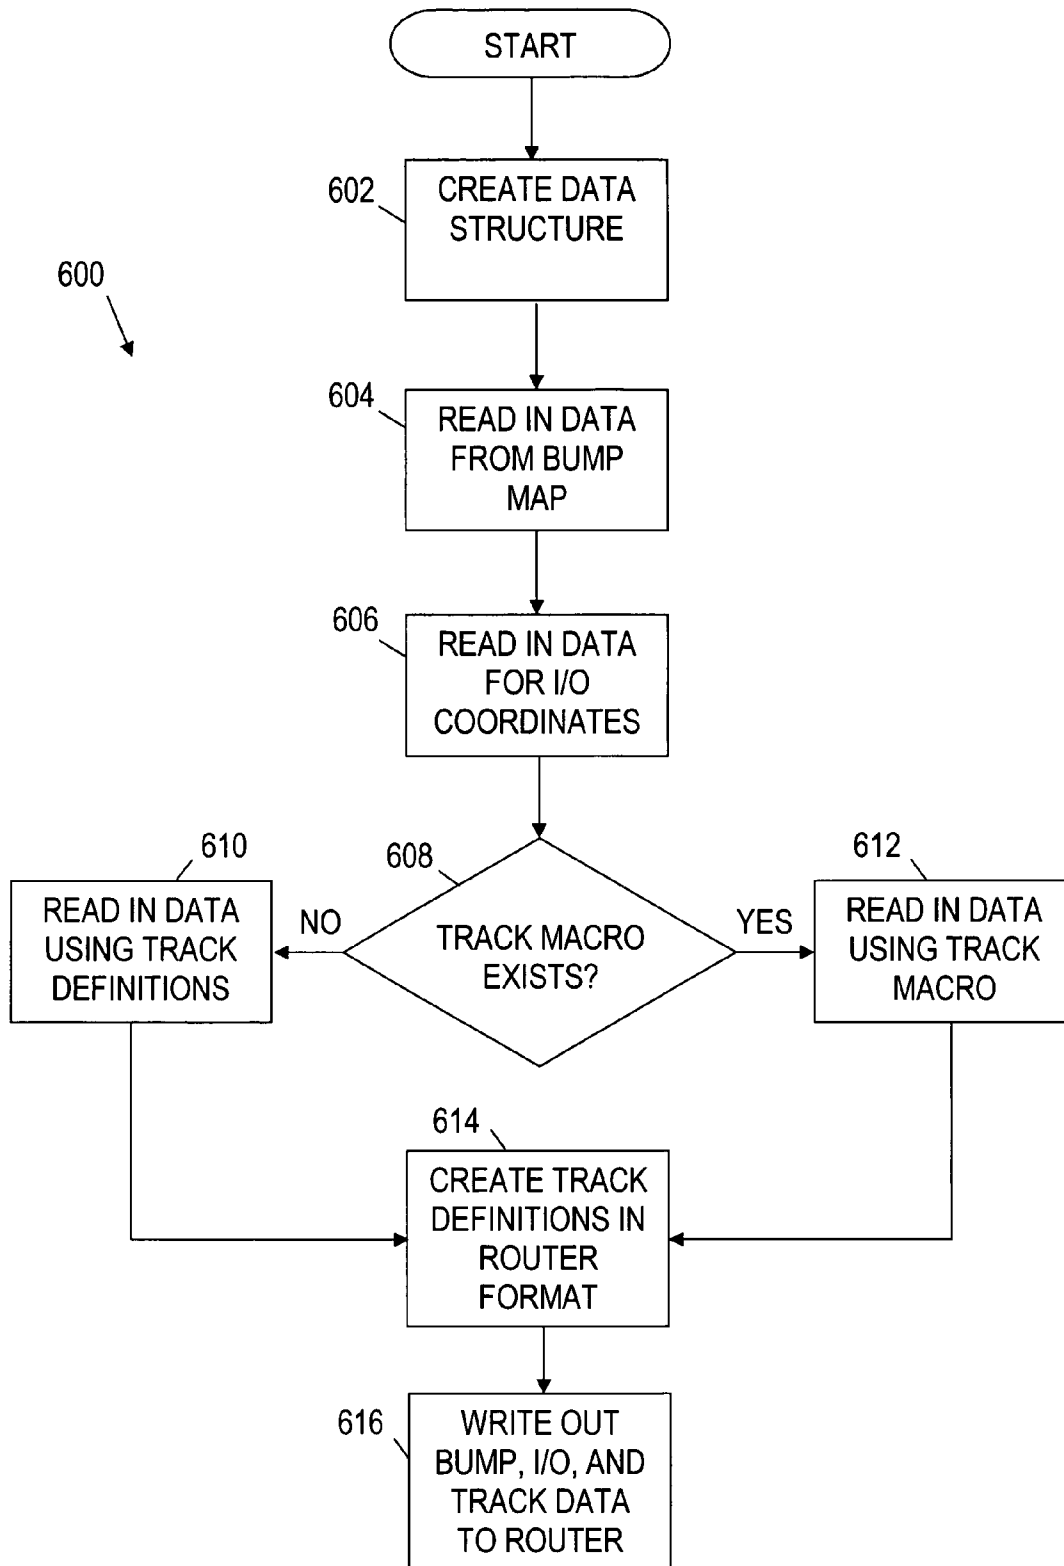 START
602
CREATE DATA
STRUCTURE
600
604
READ IN DATA
FROM BUMP
MAP
606
READ IN DATA
FOR I/O
COORDINATES
608
TRACK MACRO
EXISTS?
NO
YES
610
READ IN DATA
USING TRACK
DEFINITIONS
612
READ IN DATA
USING TRACK
MACRO
614
CREATE TRACK
DEFINITIONS IN
ROUTER
FORMAT
616
WRITE OUT
BUMP, I/O, AND
TRACK DATA
TO ROUTER